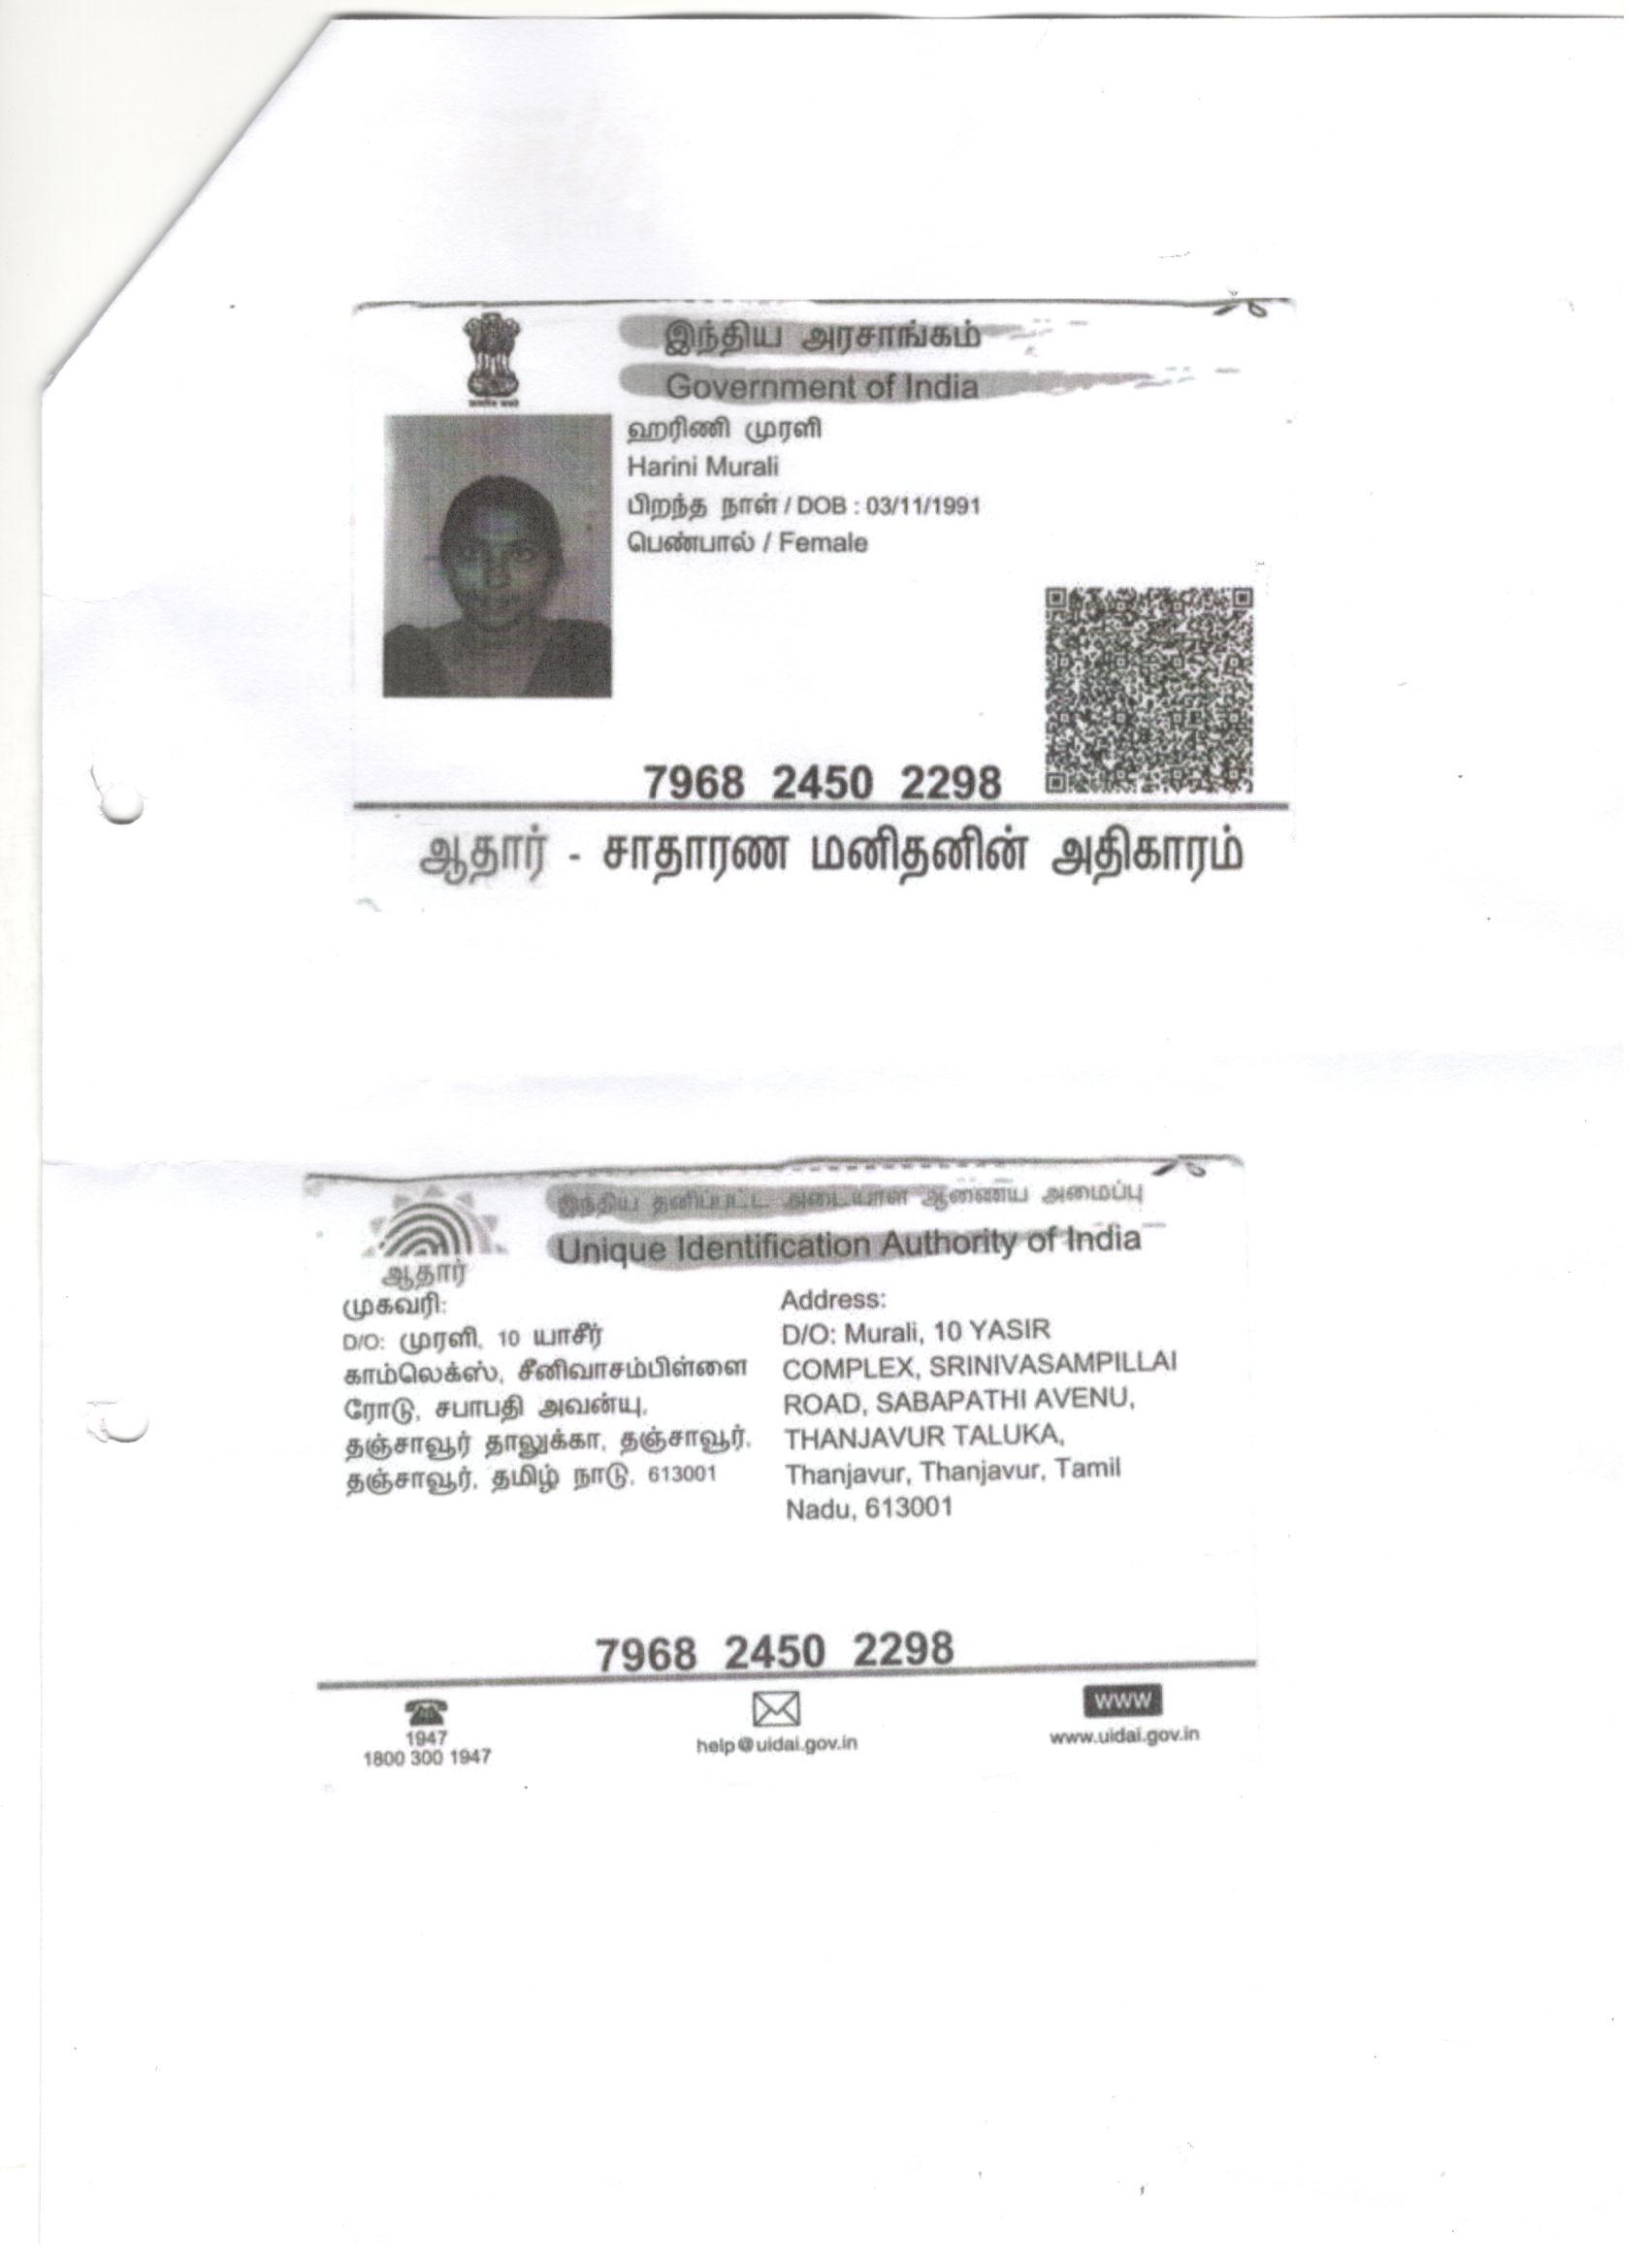 இந்திய அரசாங்கம்
Government of India
ஹரிணி முரளி
Harini Murali
பிறந்த நாள் / DOB : 03/11/1991
பெண்பால் / Female
7968 2450 2298
ஆதார் - சாதாரண மனிதனின் அதிகாரம்
இந்திய தனிப்பட்ட அடையாள ஆணைய அமைப்பு
Unique Identification Authority of India
ஆதார்
முகவரி:
D/O: முரளி, 10 யாசீர்
காம்லெக்ஸ், சீனிவாசம்பிள்ளை
ரோடு, சபாபதி அவன்யு,
தஞ்சாவூர் தாலுக்கா, தஞ்சாவூர்,
தஞ்சாவூர், தமிழ் நாடு, 613001
Address:
D/O: Murali, 10 YASIR
COMPLEX, SRINIVASAMPILLAI
ROAD, SABAPATHI AVENU,
THANJAVUR TALUKA,
Thanjavur, Thanjavur, Tamil
Nadu, 613001
7968 2450 2298
1947
1800 300 1947
help@uidai.gov.in
www
www.uidai.gov.in